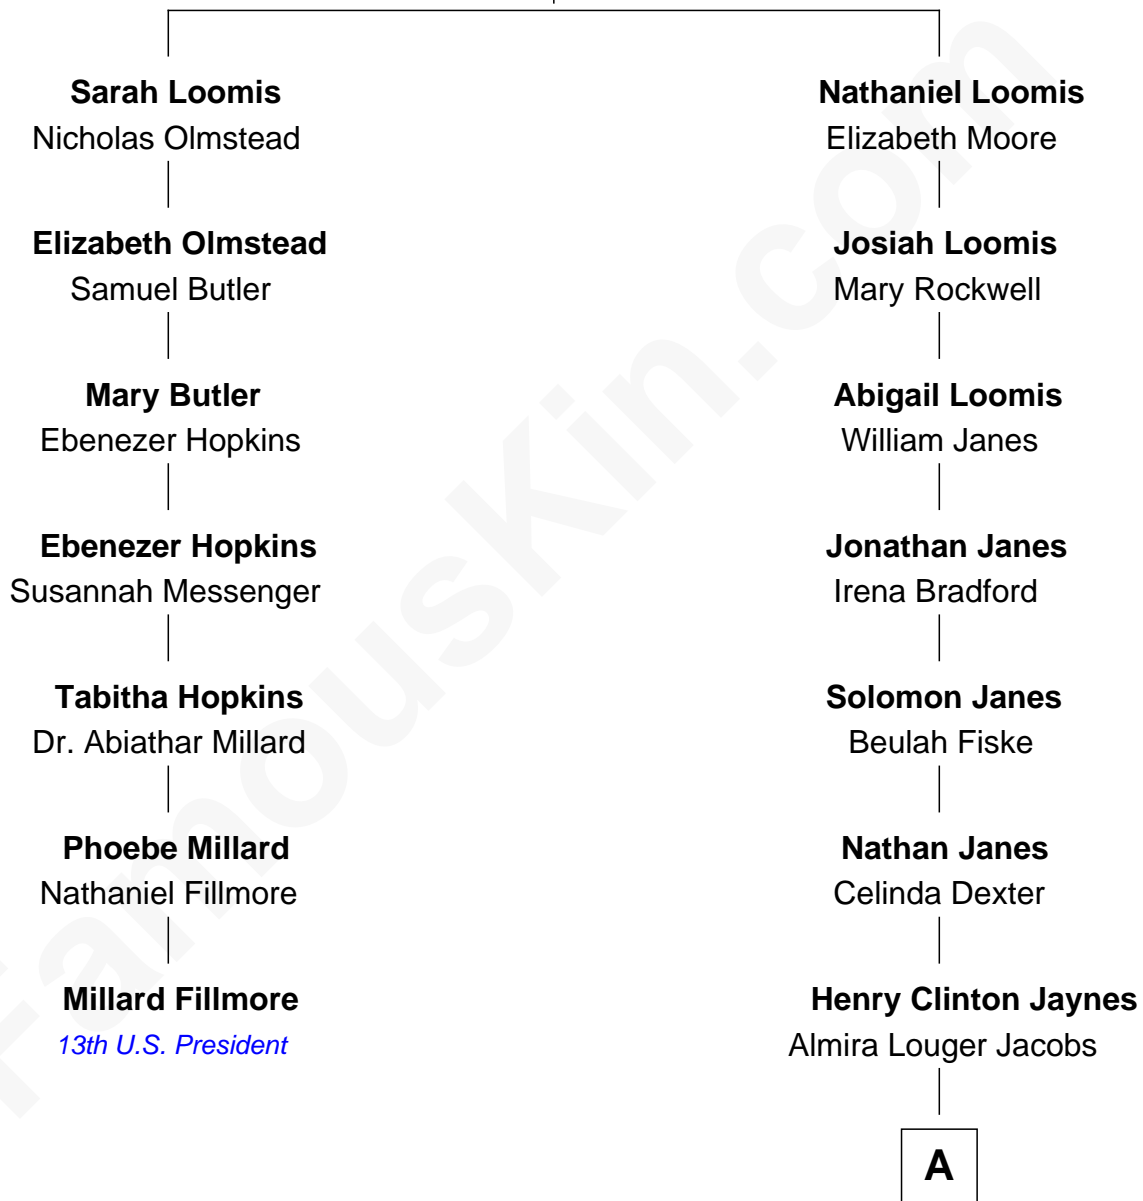 Sarah Loomis
Nicholas Olmstead
Elizabeth Olmstead
Samuel Butler
Mary Butler
Ebenezer Hopkins
Ebenezer Hopkins
Susannah Messenger
Tabitha Hopkins
Dr. Abiathar Millard
Phoebe Millard
Nathaniel Fillmore
Millard Fillmore
13th U.S. President
Nathaniel Loomis
Elizabeth Moore
Josiah Loomis
Mary Rockwell
Abigail Loomis
William Janes
Jonathan Janes
Irena Bradford
Solomon Janes
Beulah Fiske
Nathan Janes
Celinda Dexter
Henry Clinton Jaynes
Almira Louger Jacobs
A
FamousKin.com